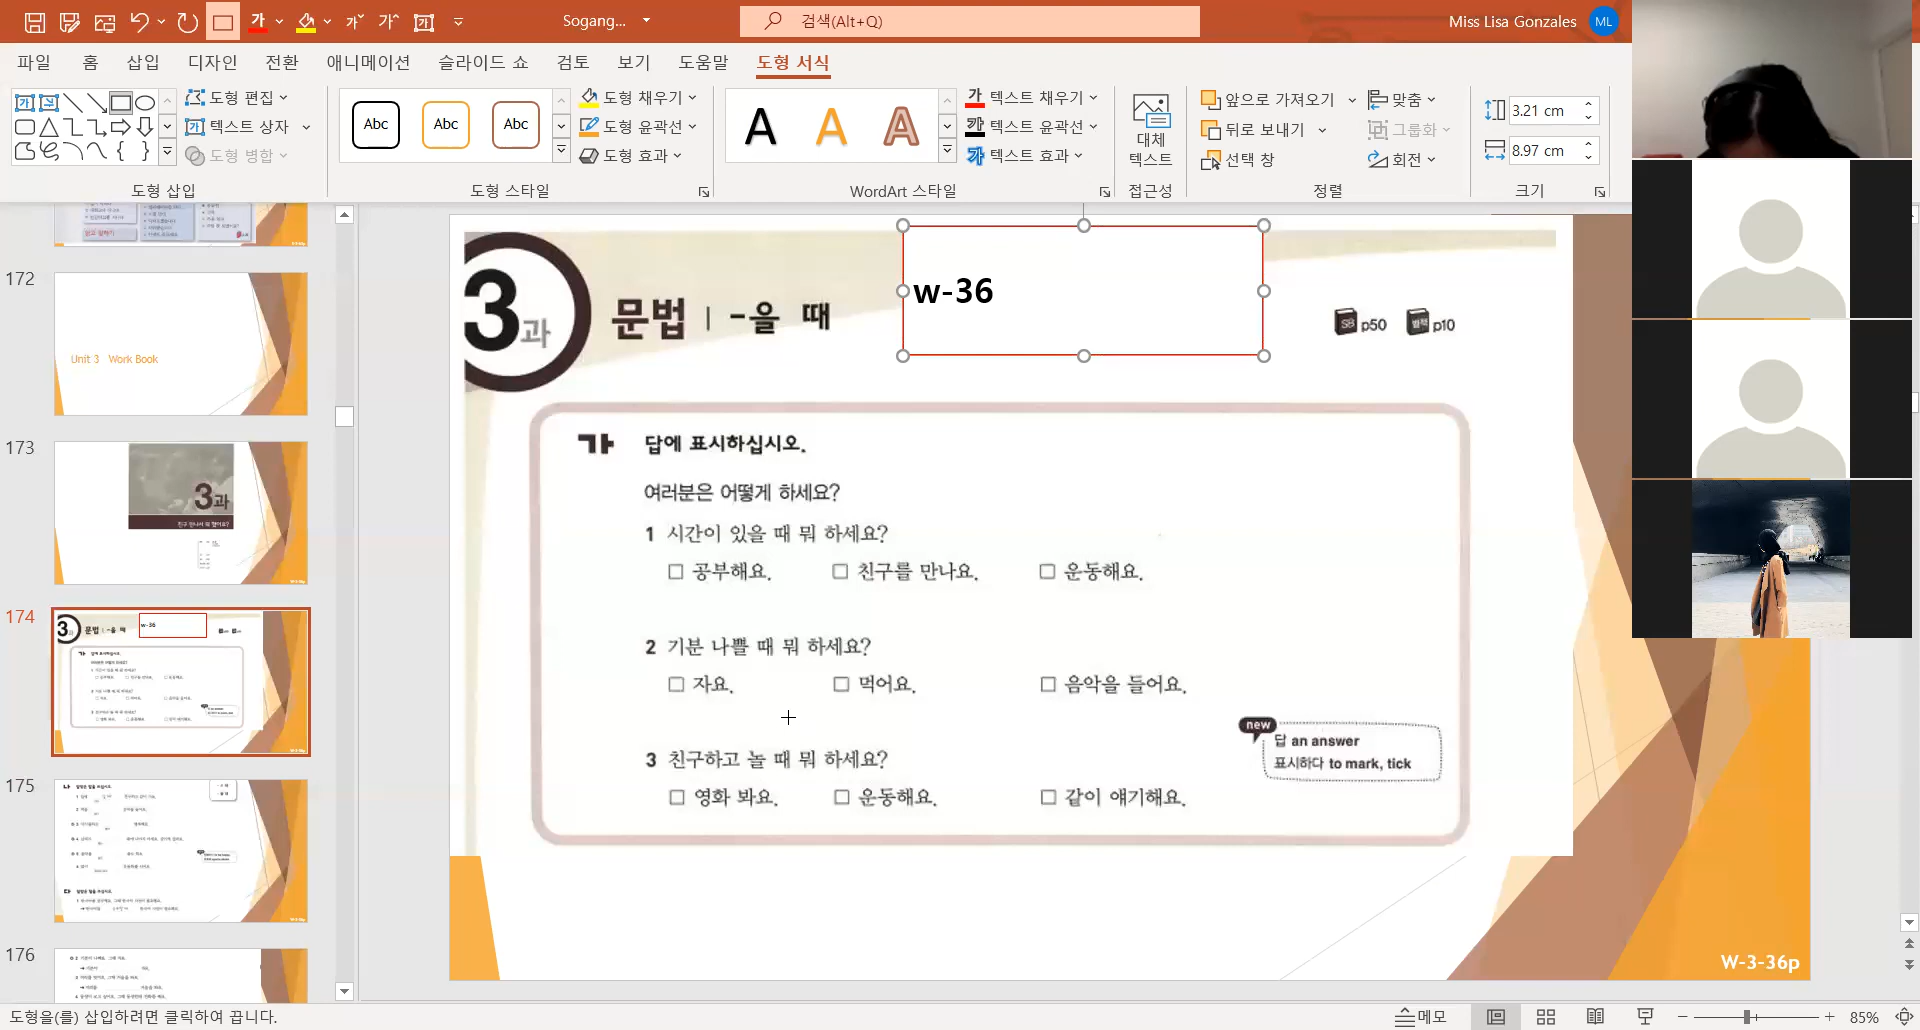 Sogang...
검색(Alt+Q)
Miss Lisa Gonzales
ML
파일 홈 삽입 디자인 전환 애니메이션 슬라이드 쇼 검토 보기 도움말 도형 서식
도형 편집
텍스트 상자
도형 병합
도형 삽입
Abc Abc Abc
도형 채우기
도형 윤곽선
도형 효과
도형 스타일
A A A
텍스트 채우기
텍스트 윤곽선
텍스트 효과
WordArt 스타일
대체
텍스트
접근성
앞으로 가져오기
뒤로 보내기
선택 창
맞춤
그룹화
회전
정렬
3.21 cm
8.97 cm
크기
172
Unit 3 Work Book
173
3과
친구 만나서 뭐 했어요?
174
175
176
3과
문법 | -을 때
w-36
SB p50 별책 p10
가 답에 표시하십시오.
여러분은 어떻게 하세요?
1 시간이 있을 때 뭐 하세요?
□ 공부해요. □ 친구를 만나요. □ 운동해요.
2 기분 나쁠 때 뭐 하세요?
□ 자요. □ 먹어요. □ 음악을 들어요.
3 친구하고 놀 때 뭐 하세요?
□ 영화 봐요. □ 운동해요. □ 같이 얘기해요.
new
답 an answer
표시하다 to mark, tick
W-3-36p
도형을(를) 삽입하려면 클릭하여 끕니다.
메모
85%